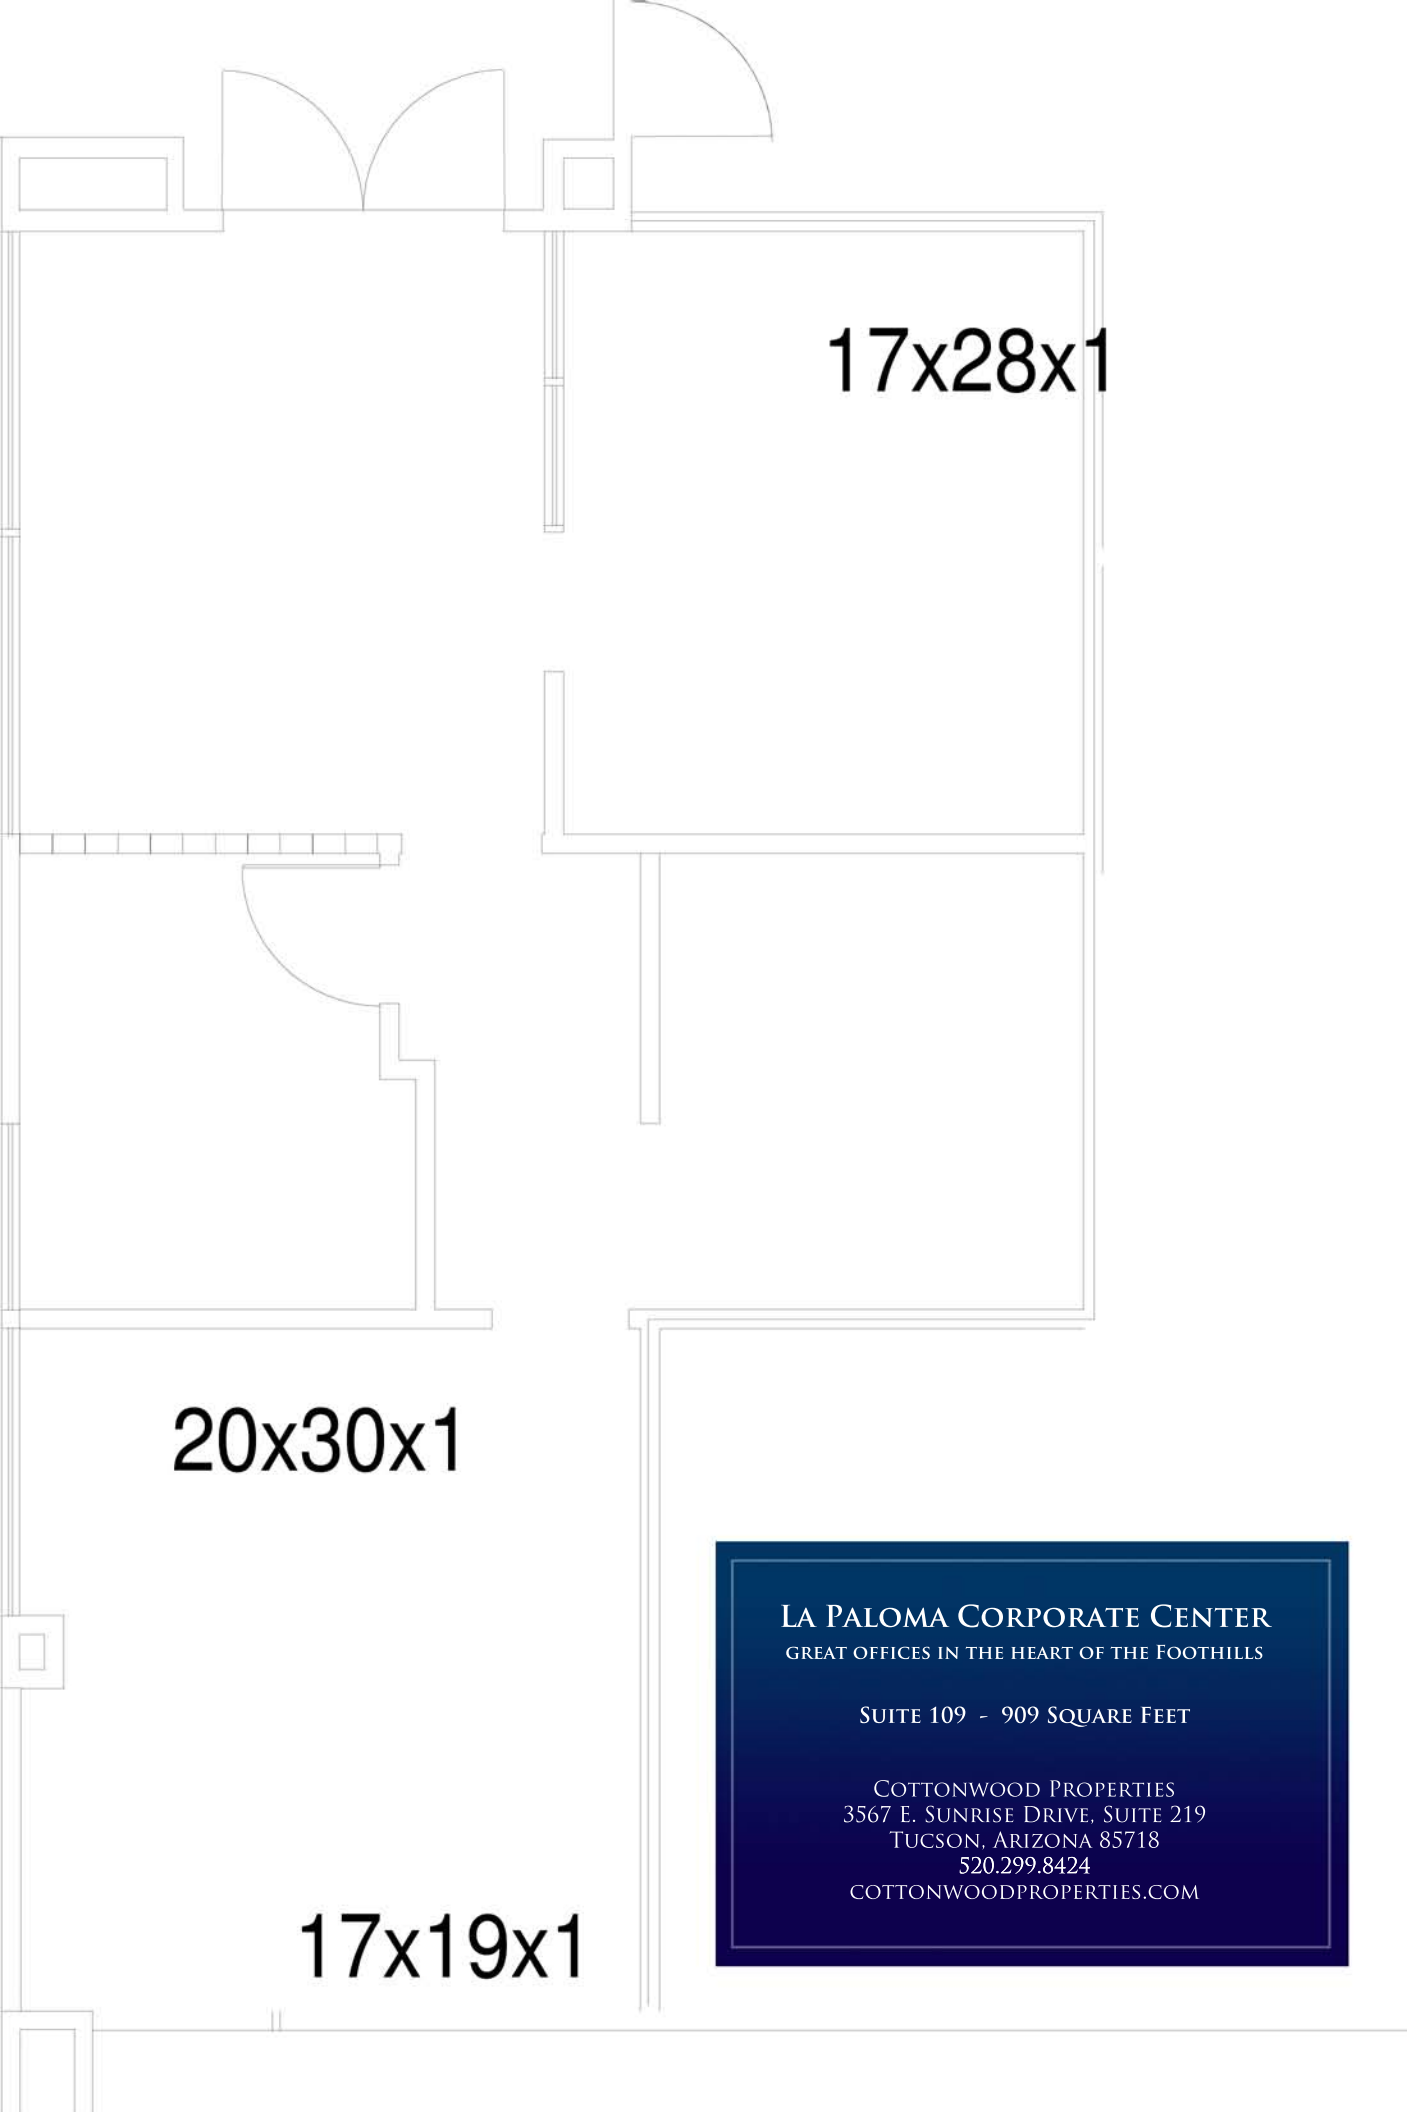 17x28x1
20x30x1
La Paloma Corporate Center
great offices in the heart of the Foothills
Suite 109 - 909 Square Feet
Cottonwood Properties
3567 E. Sunrise Drive, Suite 219
Tucson, Arizona 85718
520.299.8424
cottonwoodproperties.com
17x19x1